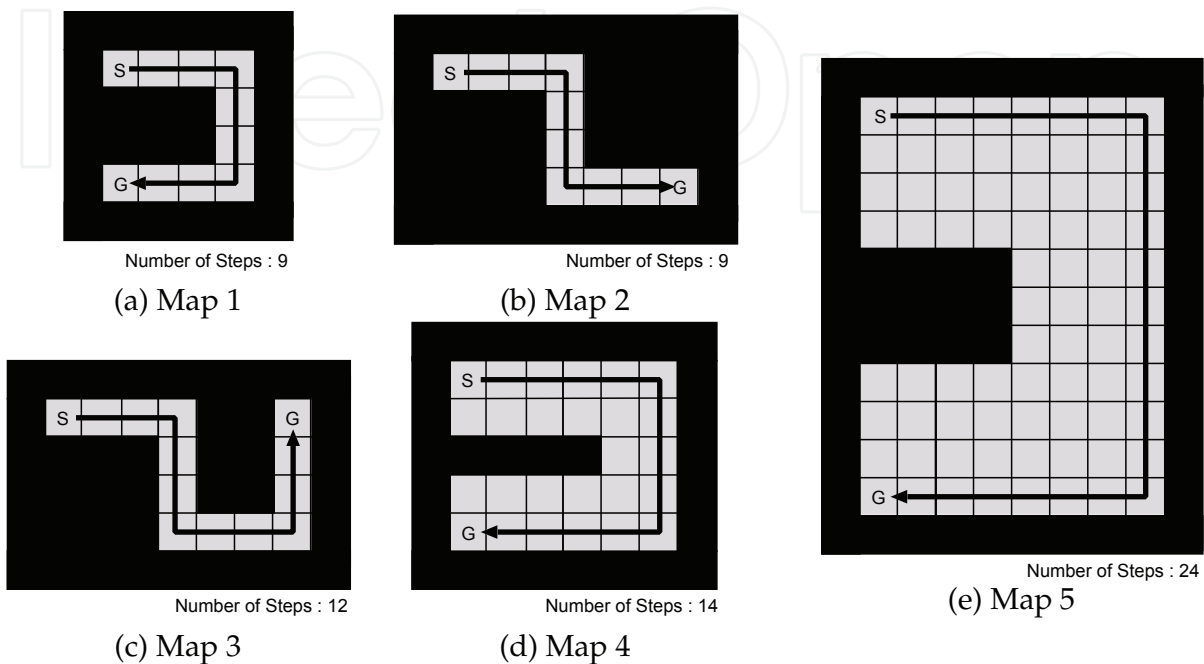 S
G
Number of Steps : 9
(a) Map 1
S
G
Number of Steps : 9
(b) Map 2
S
G
Number of Steps : 12
(c) Map 3
S
G
Number of Steps : 14
(d) Map 4
S
G
Number of Steps : 24
(e) Map 5